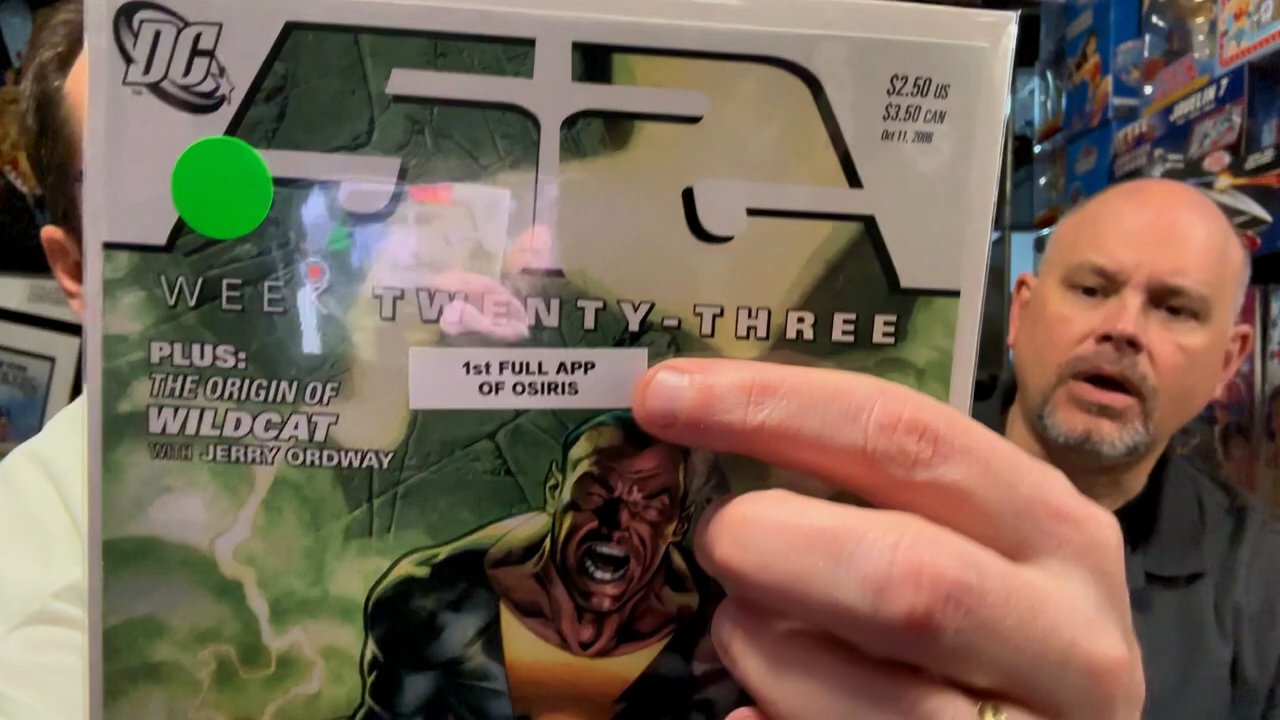 DC
52
$2.50 US
$3.50 CAN
Oct 11, 2006
WEEK TWENTY-THREE
PLUS:
THE ORIGIN OF
WILDCAT
WITH JERRY ORDWAY
1st FULL APP
OF OSIRIS